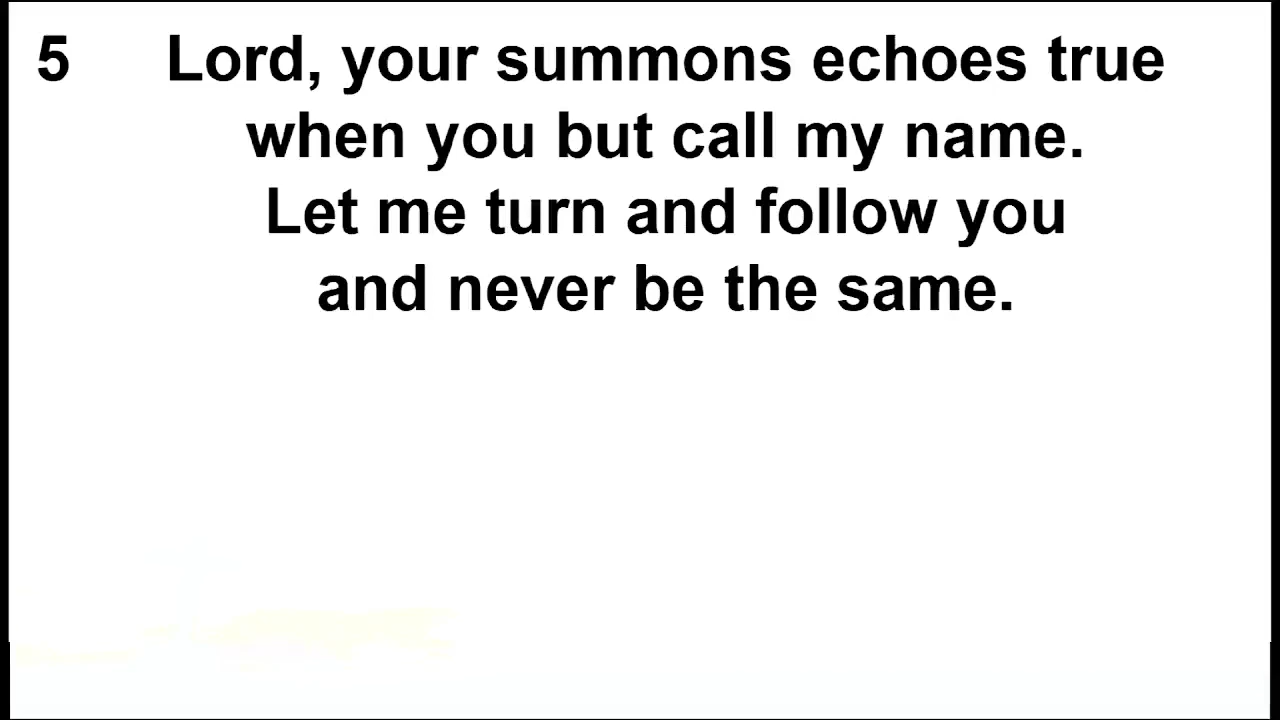 5 Lord, your summons echoes true
when you but call my name.
Let me turn and follow you
and never be the same.